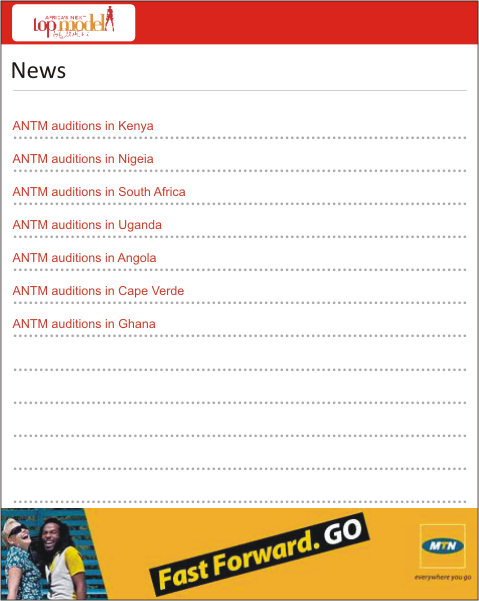 AFRICA'S NEXT
top model
News
ANTM auditions in Kenya
ANTM auditions in Nigeia
ANTM auditions in South Africa
ANTM auditions in Uganda
ANTM auditions in Angola
ANTM auditions in Cape Verde
ANTM auditions in Ghana
Fast Forward. GO
MTN
everywhere you go